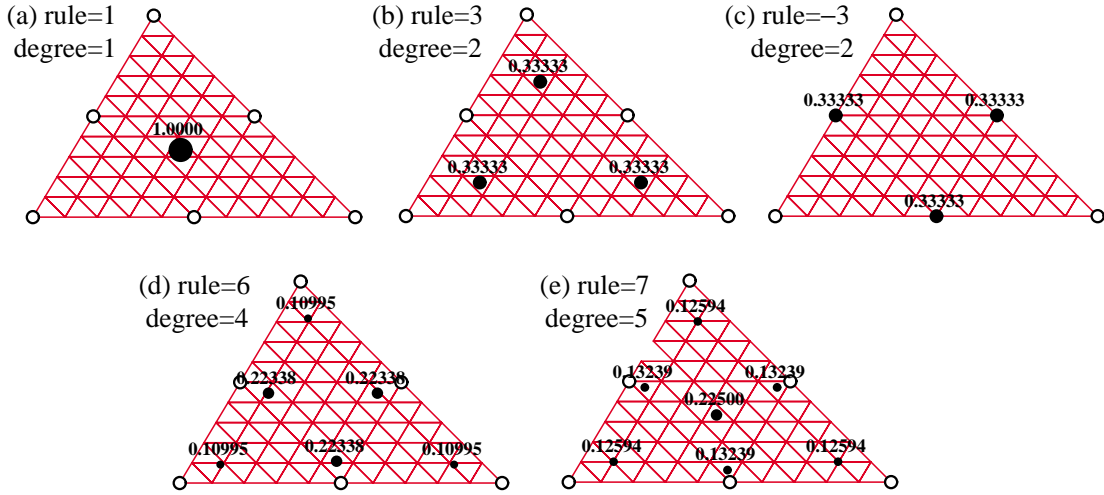 (a) rule=1
degree=1
1.0000
(b) rule=3
degree=2
0.33333
0.33333
0.33333
(c) rule=−3
degree=2
0.33333
0.33333
0.33333
(d) rule=6
degree=4
0.10995
0.22338
0.22338
0.10995
0.22338
0.10995
(e) rule=7
degree=5
0.12594
0.13239
0.13239
0.22500
0.12594
0.13239
0.12594